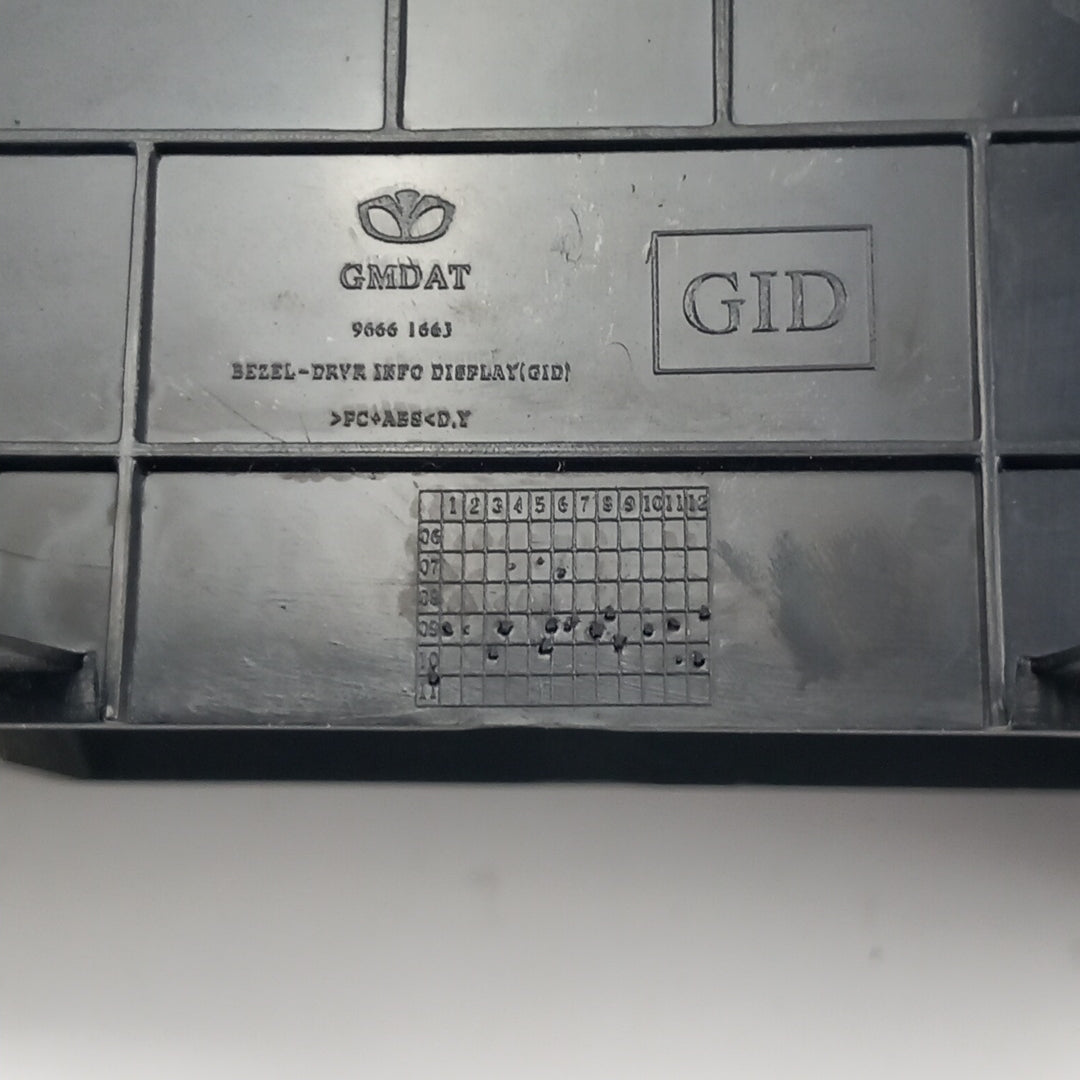 GMDAT
GID
9666 1663
BEZEL-DRVR INFO DISPLAY(GID)
>PC+ABS<D.Y
1 2 3 4 5 6 7 8 9 10 11 12
06
07
08
09
10
11